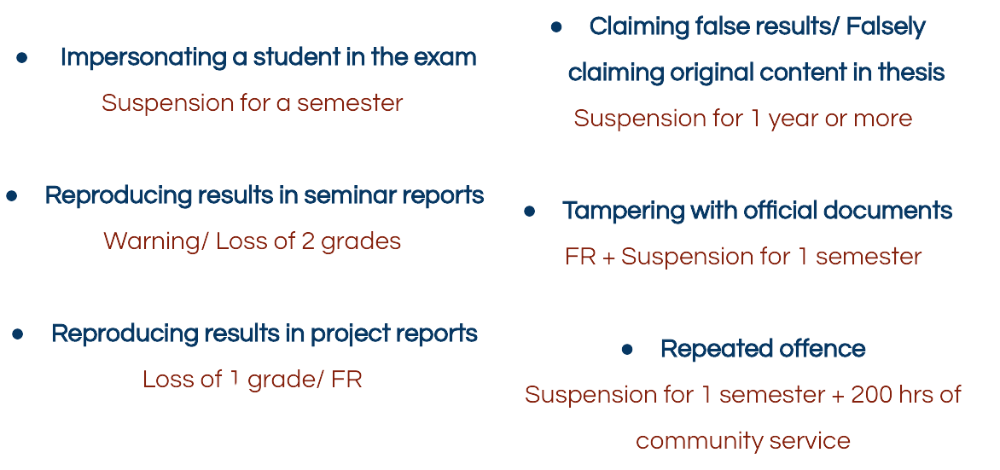 ● Impersonating a student in the exam
Suspension for a semester
● Reproducing results in seminar reports
Warning/ Loss of 2 grades
● Reproducing results in project reports
Loss of 1 grade/ FR
● Claiming false results/ Falsely
claiming original content in thesis
Suspension for 1 year or more
● Tampering with official documents
FR + Suspension for 1 semester
● Repeated offence
Suspension for 1 semester + 200 hrs of
community service